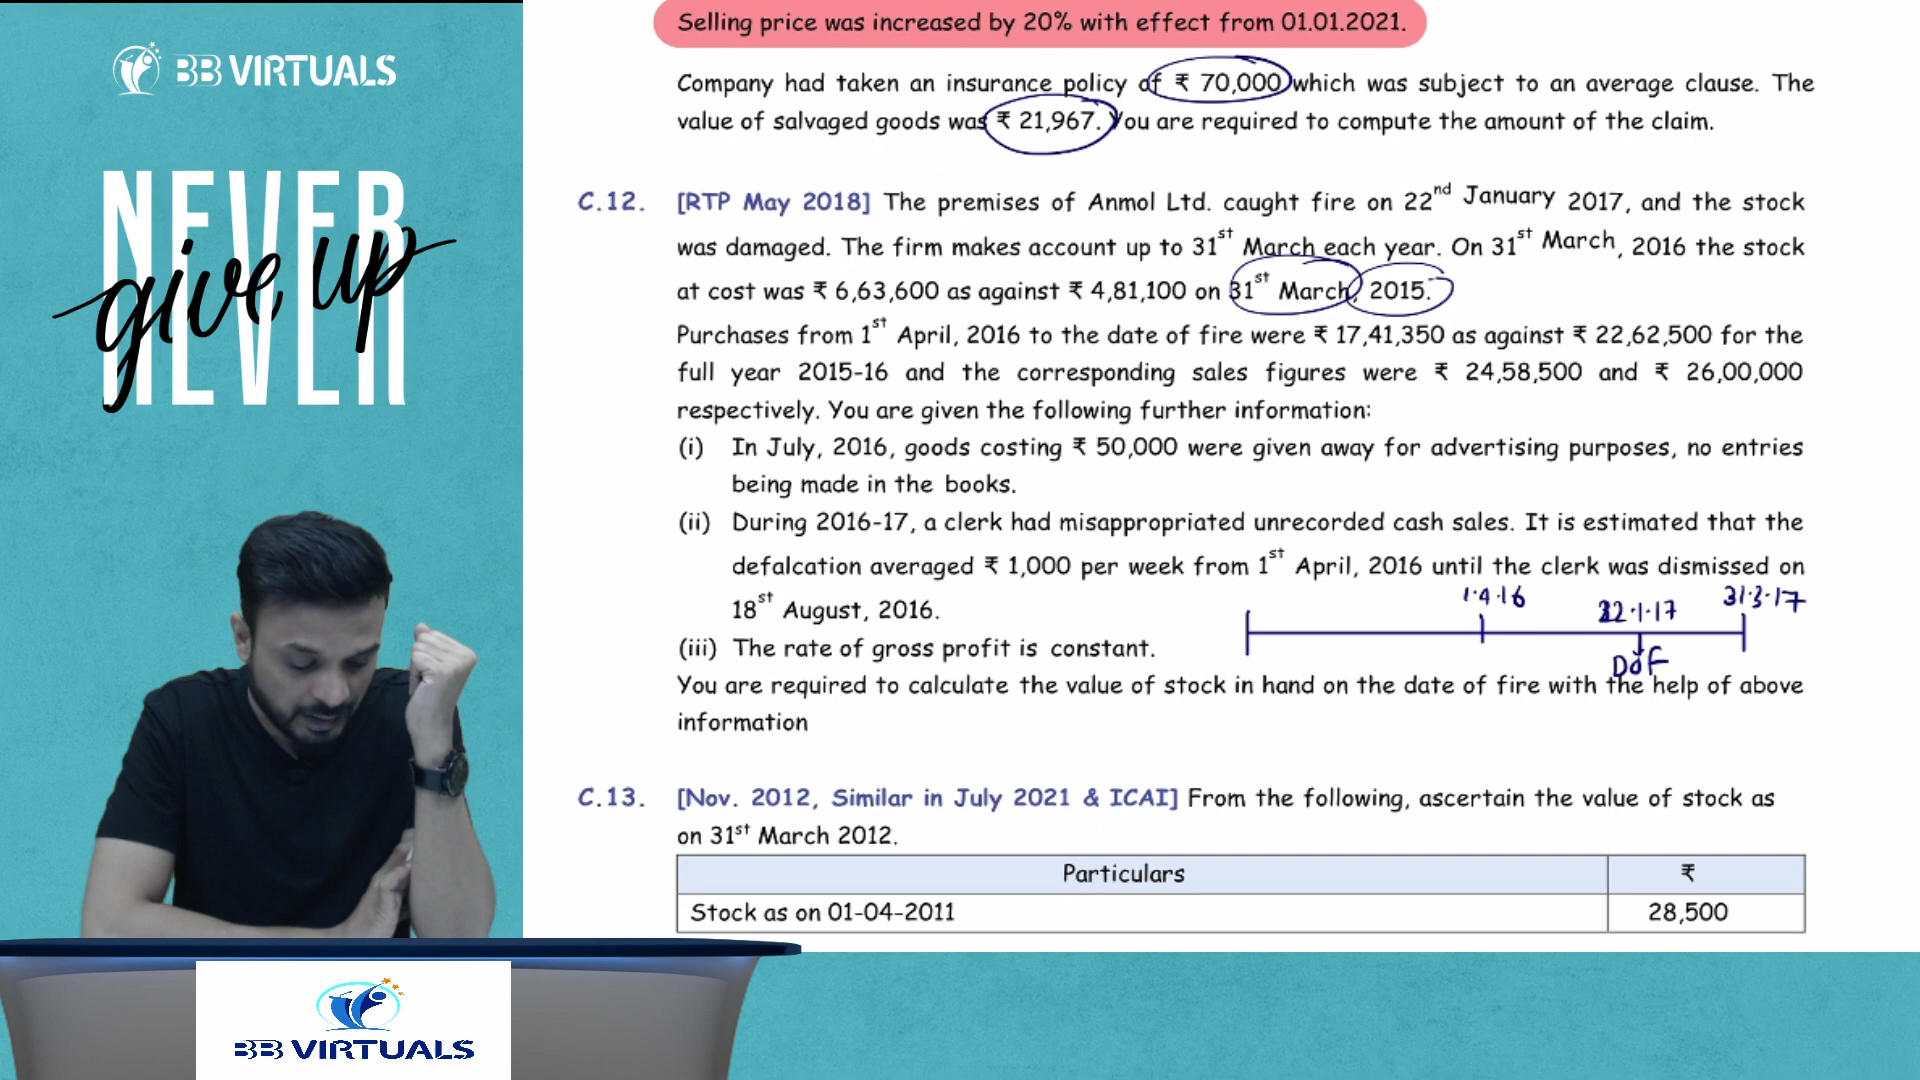 BB VIRTUALS
NEVER
give up
NEVER
BB VIRTUALS
Selling price was increased by 20% with effect from 01.01.2021.
Company had taken an insurance policy of ₹ 70,000 which was subject to an average clause. The
value of salvaged goods was ₹ 21,967. You are required to compute the amount of the claim.
C.12. [RTP May 2018] The premises of Anmol Ltd. caught fire on 22nd January 2017, and the stock
was damaged. The firm makes account up to 31st March each year. On 31st March, 2016 the stock
at cost was ₹ 6,63,600 as against ₹ 4,81,100 on 31st March, 2015.
Purchases from 1st April, 2016 to the date of fire were ₹ 17,41,350 as against ₹ 22,62,500 for the
full year 2015-16 and the corresponding sales figures were ₹ 24,58,500 and ₹ 26,00,000
respectively. You are given the following further information:
(i) In July, 2016, goods costing ₹ 50,000 were given away for advertising purposes, no entries
being made in the books.
(ii) During 2016-17, a clerk had misappropriated unrecorded cash sales. It is estimated that the
defalcation averaged ₹ 1,000 per week from 1st April, 2016 until the clerk was dismissed on
18st August, 2016.
1.4.16 22.1.17 31.3.17
(iii) The rate of gross profit is constant.
DOF
You are required to calculate the value of stock in hand on the date of fire with the help of above
information
C.13. [Nov. 2012, Similar in July 2021 & ICAI] From the following, ascertain the value of stock as
on 31st March 2012.
Particulars ₹
Stock as on 01-04-2011 28,500